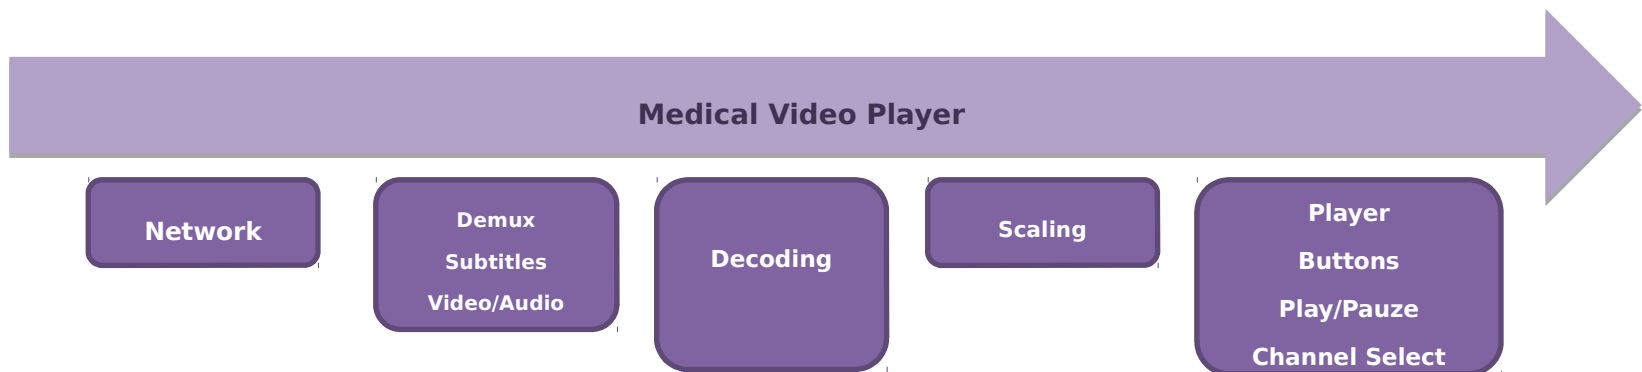 Medical Video Player
Network
Demux
Subtitles
Video/Audio
Decoding
Scaling
Player
Buttons
Play/Pauze
Channel Select